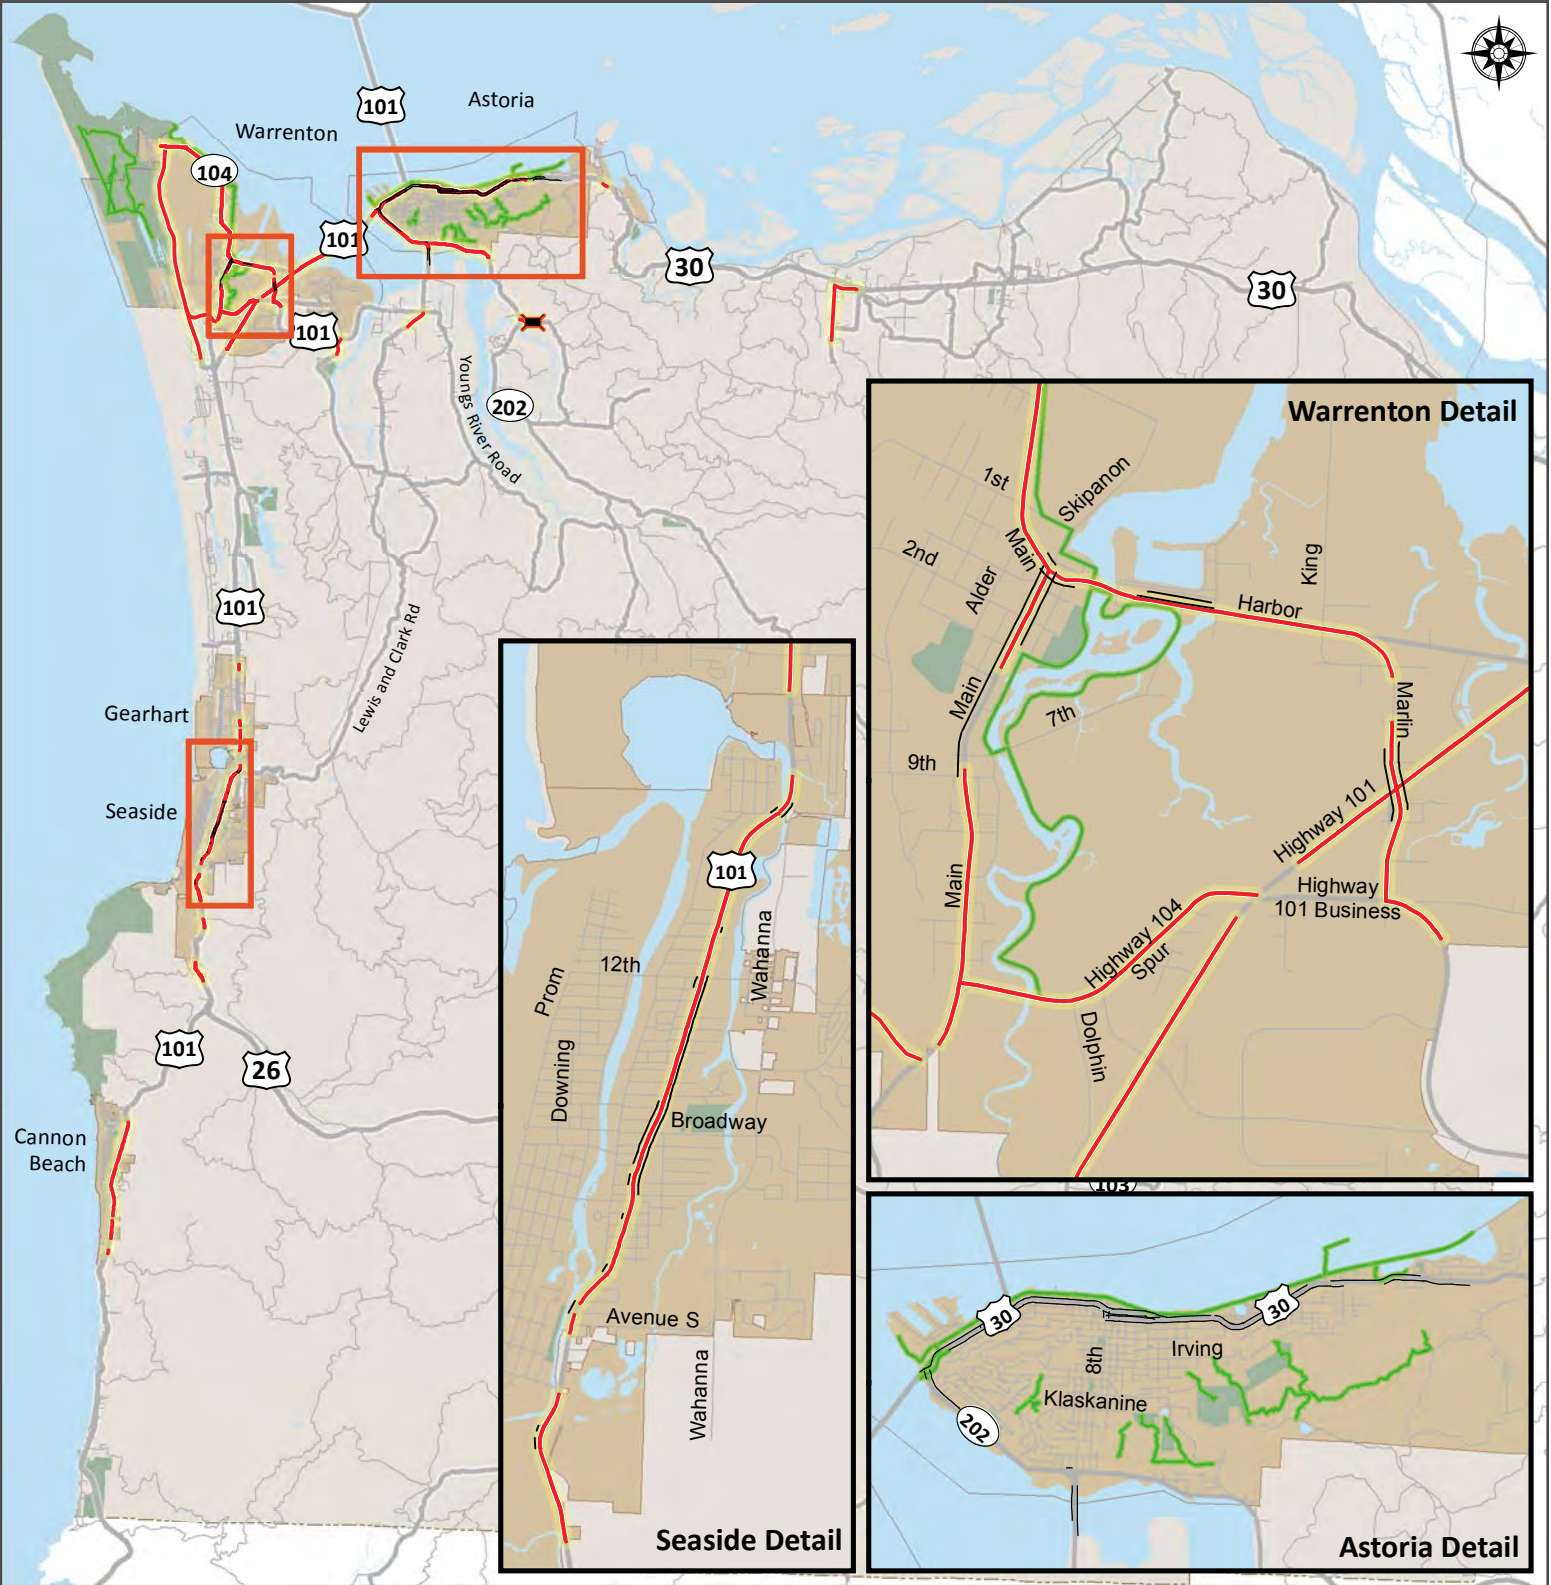 101
Astoria
Warrenton
104
101
30
30
101
Youngs River Road
202
101
Lewis and Clark Rd
Gearhart
Seaside
101
26
Cannon
Beach
103
Warrenton Detail
1st
Skipanon
2nd
Main
Alder
King
Harbor
Main
7th
Marlin
9th
Highway 101
Main
Highway
101 Business
Highway 104
Spur
Dolphin
101
Wahanna
12th
Prom
Downing
Broadway
Avenue S
Wahanna
Seaside Detail
30
30
Irving
8th
Klaskanine
202
Astoria Detail